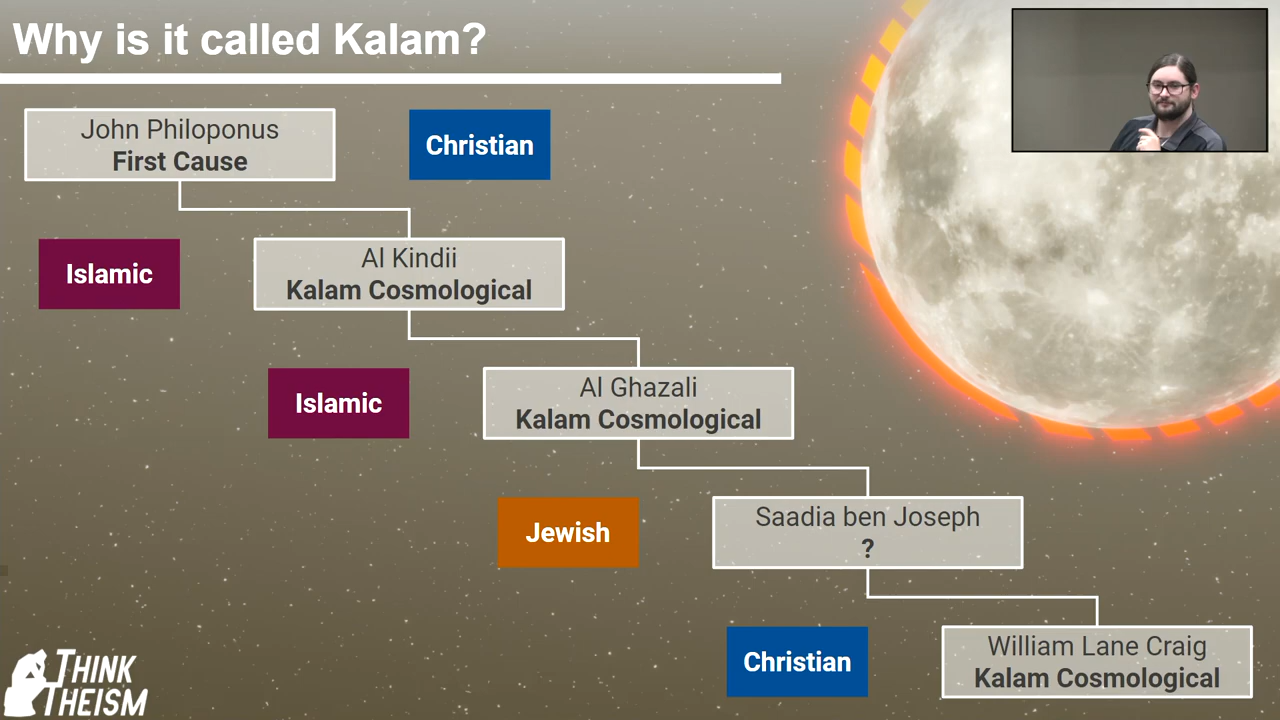 Why is it called Kalam?
John Philoponus
First Cause
Christian
Islamic
Al Kindii
Kalam Cosmological
Islamic
Al Ghazali
Kalam Cosmological
Jewish
Saadia ben Joseph
?
Christian
William Lane Craig
Kalam Cosmological
THINK
THEISM